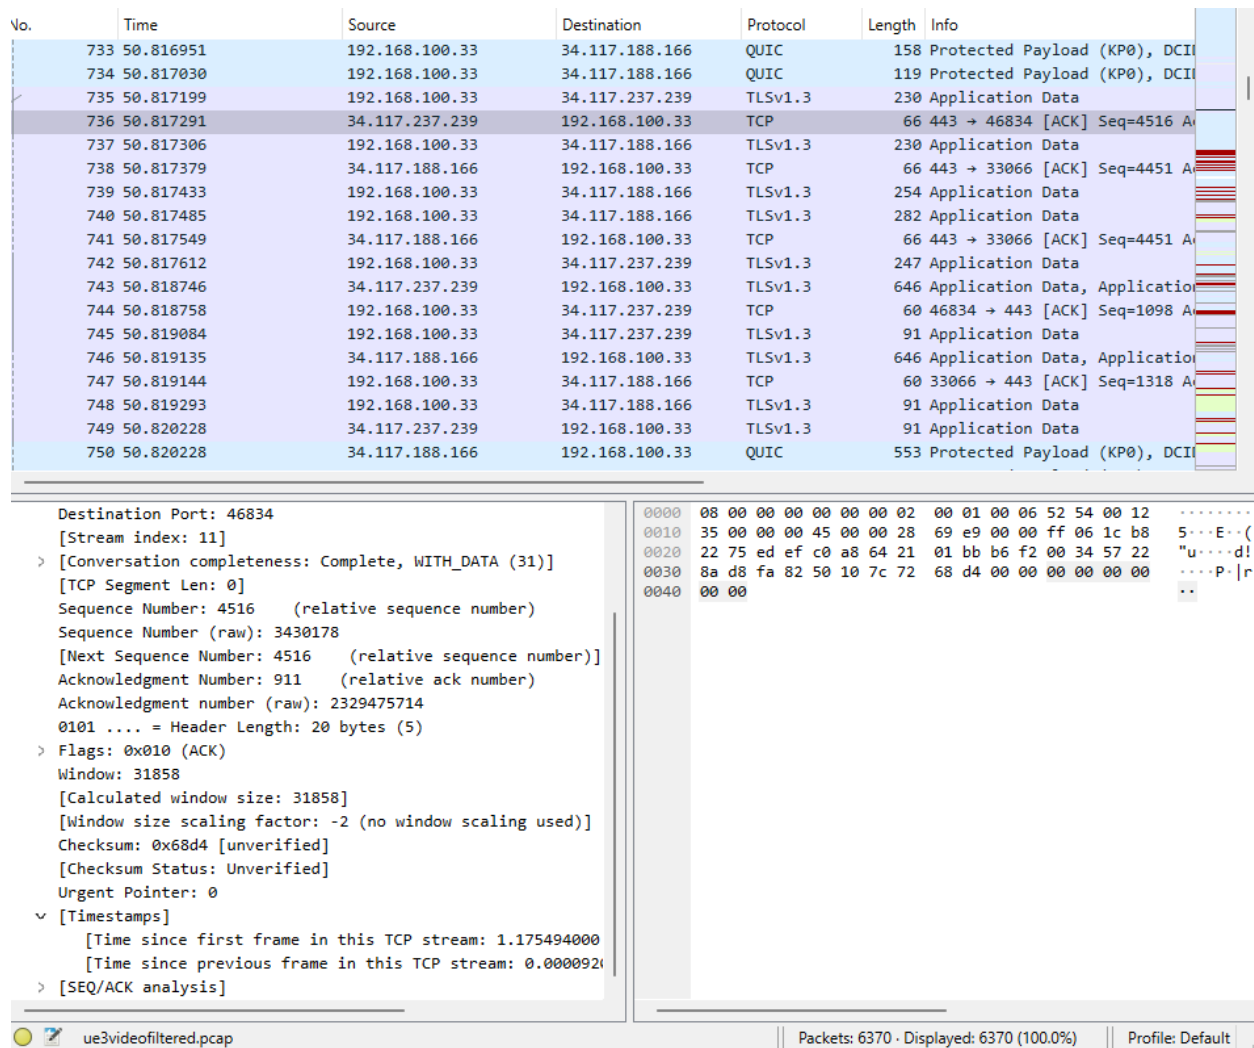 No. Time Source Destination Protocol Length Info
733 50.816951 192.168.100.33 34.117.188.166 QUIC 158 Protected Payload (KP0), DCI
734 50.817030 192.168.100.33 34.117.188.166 QUIC 119 Protected Payload (KP0), DCI
735 50.817199 192.168.100.33 34.117.237.239 TLSv1.3 230 Application Data
736 50.817291 34.117.237.239 192.168.100.33 TCP 66 443 → 46834 [ACK] Seq=4516 A
737 50.817306 192.168.100.33 34.117.188.166 TLSv1.3 230 Application Data
738 50.817379 34.117.188.166 192.168.100.33 TCP 66 443 → 33066 [ACK] Seq=4451 A
739 50.817433 192.168.100.33 34.117.188.166 TLSv1.3 254 Application Data
740 50.817485 192.168.100.33 34.117.188.166 TLSv1.3 282 Application Data
741 50.817549 34.117.188.166 192.168.100.33 TCP 66 443 → 33066 [ACK] Seq=4451 A
742 50.817612 192.168.100.33 34.117.237.239 TLSv1.3 247 Application Data
743 50.818746 34.117.237.239 192.168.100.33 TLSv1.3 646 Application Data, Applicatio
744 50.818758 192.168.100.33 34.117.237.239 TCP 60 46834 → 443 [ACK] Seq=1098 A
745 50.819084 192.168.100.33 34.117.237.239 TLSv1.3 91 Application Data
746 50.819135 34.117.188.166 192.168.100.33 TLSv1.3 646 Application Data, Applicatio
747 50.819144 192.168.100.33 34.117.188.166 TCP 60 33066 → 443 [ACK] Seq=1318 A
748 50.819293 192.168.100.33 34.117.188.166 TLSv1.3 91 Application Data
749 50.820228 34.117.237.239 192.168.100.33 TLSv1.3 91 Application Data
750 50.820228 34.117.188.166 192.168.100.33 QUIC 553 Protected Payload (KP0), DCI
Destination Port: 46834
[Stream index: 11]
[Conversation completeness: Complete, WITH_DATA (31)]
[TCP Segment Len: 0]
Sequence Number: 4516 (relative sequence number)
Sequence Number (raw): 3430178
[Next Sequence Number: 4516 (relative sequence number)]
Acknowledgment Number: 911 (relative ack number)
Acknowledgment number (raw): 2329475714
0101 .... = Header Length: 20 bytes (5)
Flags: 0x010 (ACK)
Window: 31858
[Calculated window size: 31858]
[Window size scaling factor: -2 (no window scaling used)]
Checksum: 0x68d4 [unverified]
[Checksum Status: Unverified]
Urgent Pointer: 0
[Timestamps]
[Time since first frame in this TCP stream: 1.175494000
[Time since previous frame in this TCP stream: 0.0000920
[SEQ/ACK analysis]
0000 08 00 00 00 00 00 00 02 00 01 00 06 52 54 00 12 ········
0010 35 00 00 00 45 00 00 28 69 e9 00 00 ff 06 1c b8 5···E··(
0020 22 75 ed ef c0 a8 64 21 01 bb b6 f2 00 34 57 22 "u····d!
0030 8a d8 fa 82 50 10 7c 72 68 d4 00 00 00 00 00 00 ····P·|r
0040 00 00 ··
ue3videofiltered.pcap Packets: 6370 · Displayed: 6370 (100.0%) Profile: Default